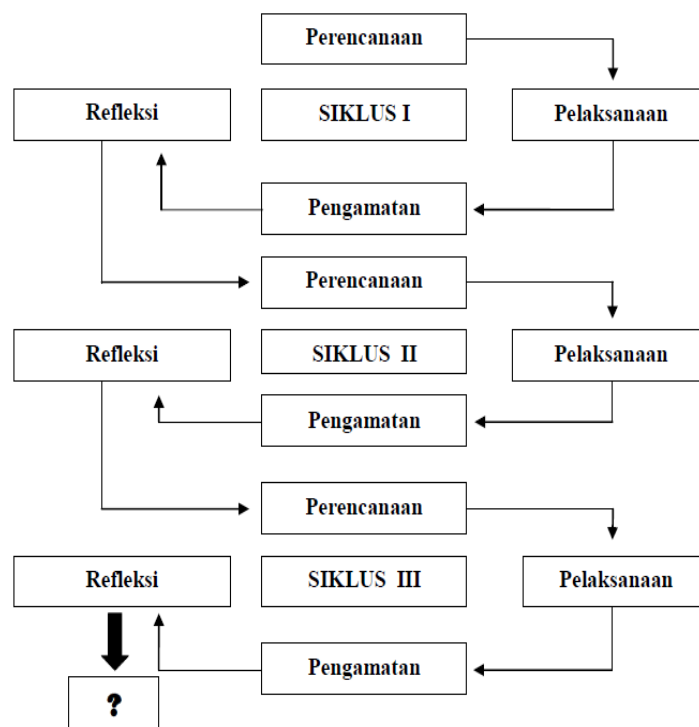 Perencanaan
Refleksi
SIKLUS I
Pelaksanaan
Pengamatan
Perencanaan
Refleksi
SIKLUS II
Pelaksanaan
Pengamatan
Perencanaan
Refleksi
SIKLUS III
Pelaksanaan
Pengamatan
?